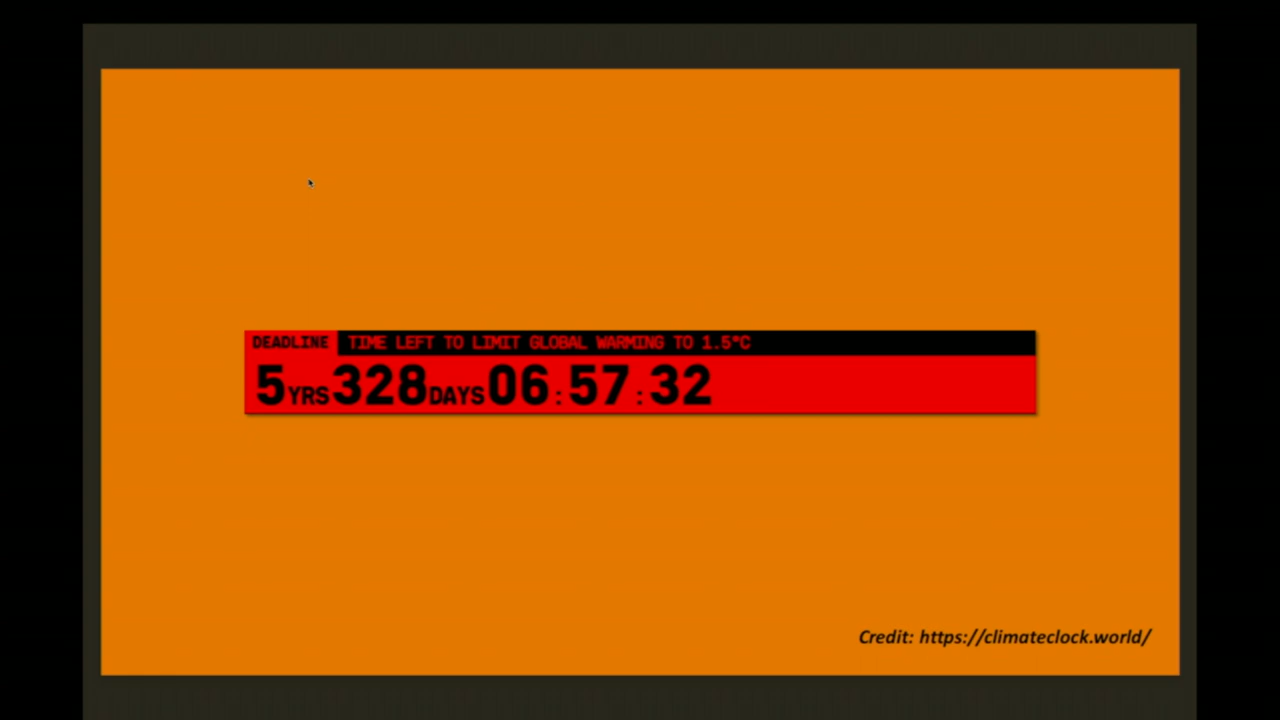 DEADLINE TIME LEFT TO LIMIT GLOBAL WARMING TO 1.5°C
5YRS328DAYS06:57:32
Credit: https://climateclock.world/